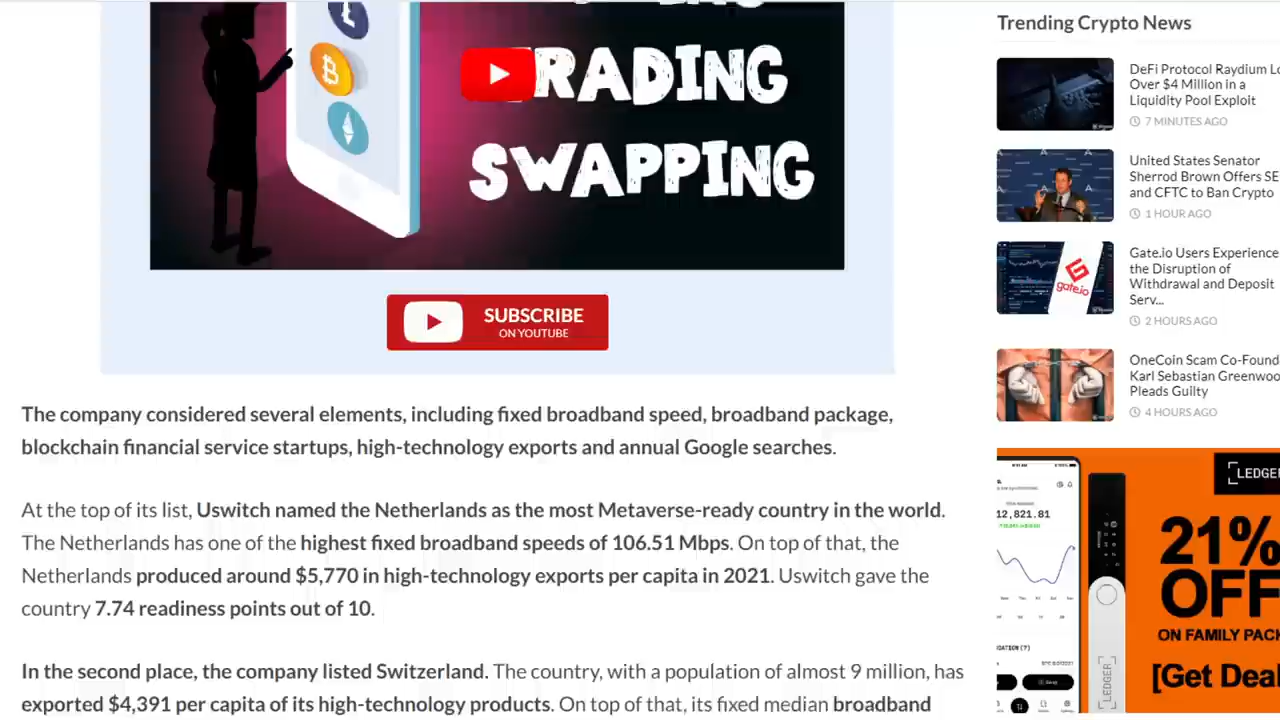 TRADING
SWAPPING
SUBSCRIBE
ON YOUTUBE
The company considered several elements, including fixed broadband speed, broadband package,
blockchain financial service startups, high-technology exports and annual Google searches.
At the top of its list, Uswitch named the Netherlands as the most Metaverse-ready country in the world.
The Netherlands has one of the highest fixed broadband speeds of 106.51 Mbps. On top of that, the
Netherlands produced around $5,770 in high-technology exports per capita in 2021. Uswitch gave the
country 7.74 readiness points out of 10.
In the second place, the company listed Switzerland. The country, with a population of almost 9 million, has
exported $4,391 per capita of its high-technology products. On top of that, its fixed median broadband
Trending Crypto News
DeFi Protocol Raydium Lo
Over $4 Million in a
Liquidity Pool Exploit
7 MINUTES AGO
United States Senator
Sherrod Brown Offers SE
and CFTC to Ban Crypto
1 HOUR AGO
Gate.io Users Experience
the Disruption of
Withdrawal and Deposit
Serv...
2 HOURS AGO
gate.io
OneCoin Scam Co-Found
Karl Sebastian Greenwoo
Pleads Guilty
4 HOURS AGO
12,821.81
LEDGER
LEDGER
21%
OFF
ON FAMILY PACK
[Get Deal